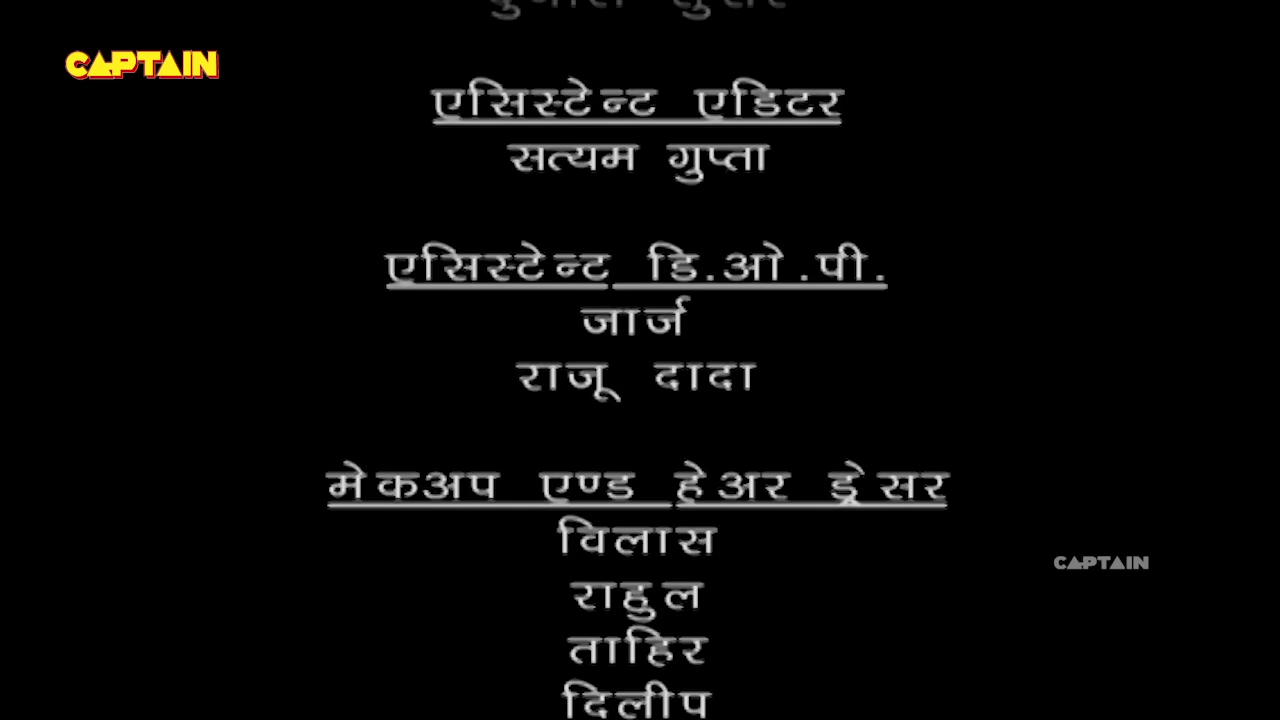 CAPTAIN
एसिस्टेन्ट एडिटर
सत्यम गुप्ता
एसिस्टेन्ट डि.ओ.पी.
जार्ज
राजू दादा
मेकअप एण्ड हेअर ड्रेसर
विलास
CAPTAIN
राहुल
ताहिर
दिलीप